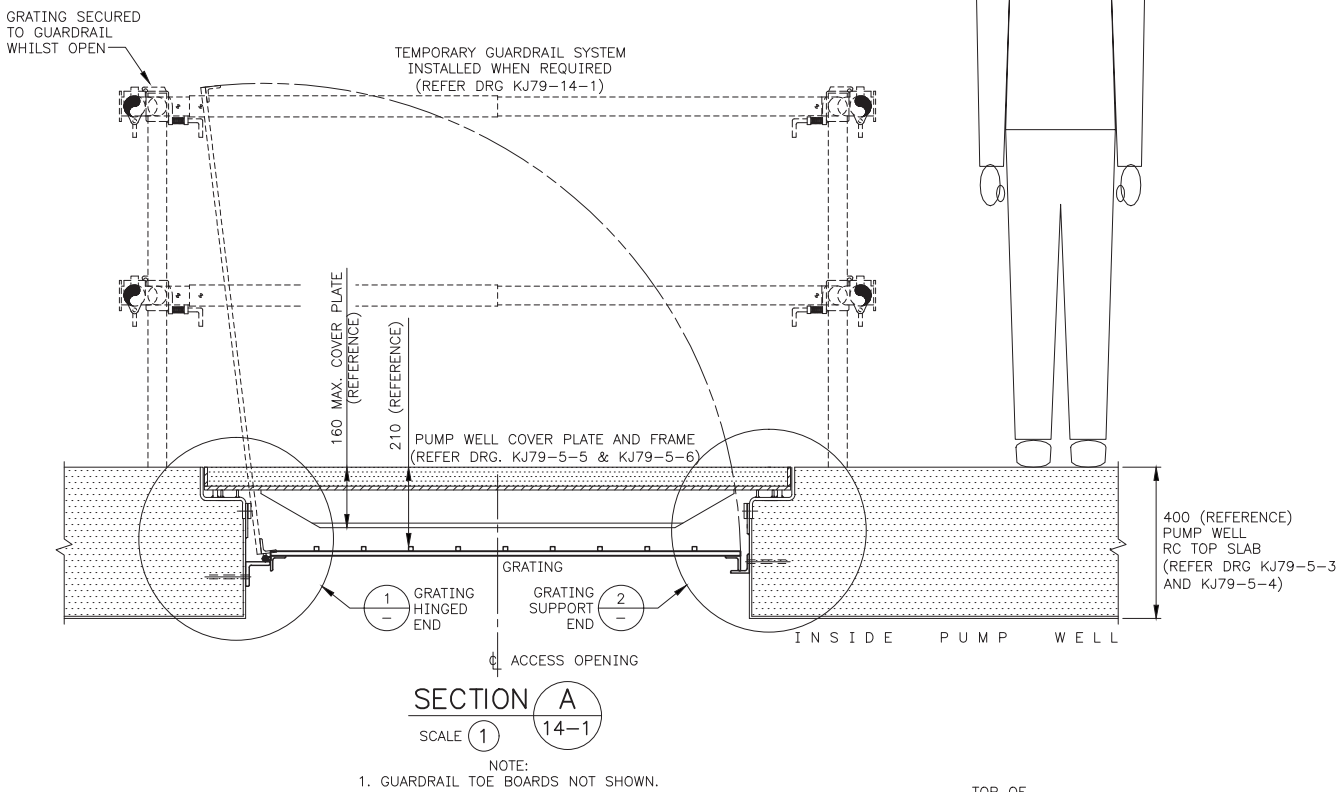 GRATING SECURED
TO GUARDRAIL
WHILST OPEN
TEMPORARY GUARDRAIL SYSTEM
INSTALLED WHEN REQUIRED
(REFER DRG KJ79-14-1)
160 MAX. COVER PLATE
(REFERENCE)
210 (REFERENCE)
PUMP WELL COVER PLATE AND FRAME
(REFER DRG. KJ79-5-5 & KJ79-5-6)
400 (REFERENCE)
PUMP WELL
RC TOP SLAB
(REFER DRG KJ79-5-3
AND KJ79-5-4)
GRATING
1
-
GRATING
HINGED
END
GRATING
SUPPORT
END
2
-
INSIDE PUMP WELL
℄ ACCESS OPENING
SECTION A
14-1
SCALE 1
NOTE:
1. GUARDRAIL TOE BOARDS NOT SHOWN.
TOP OF